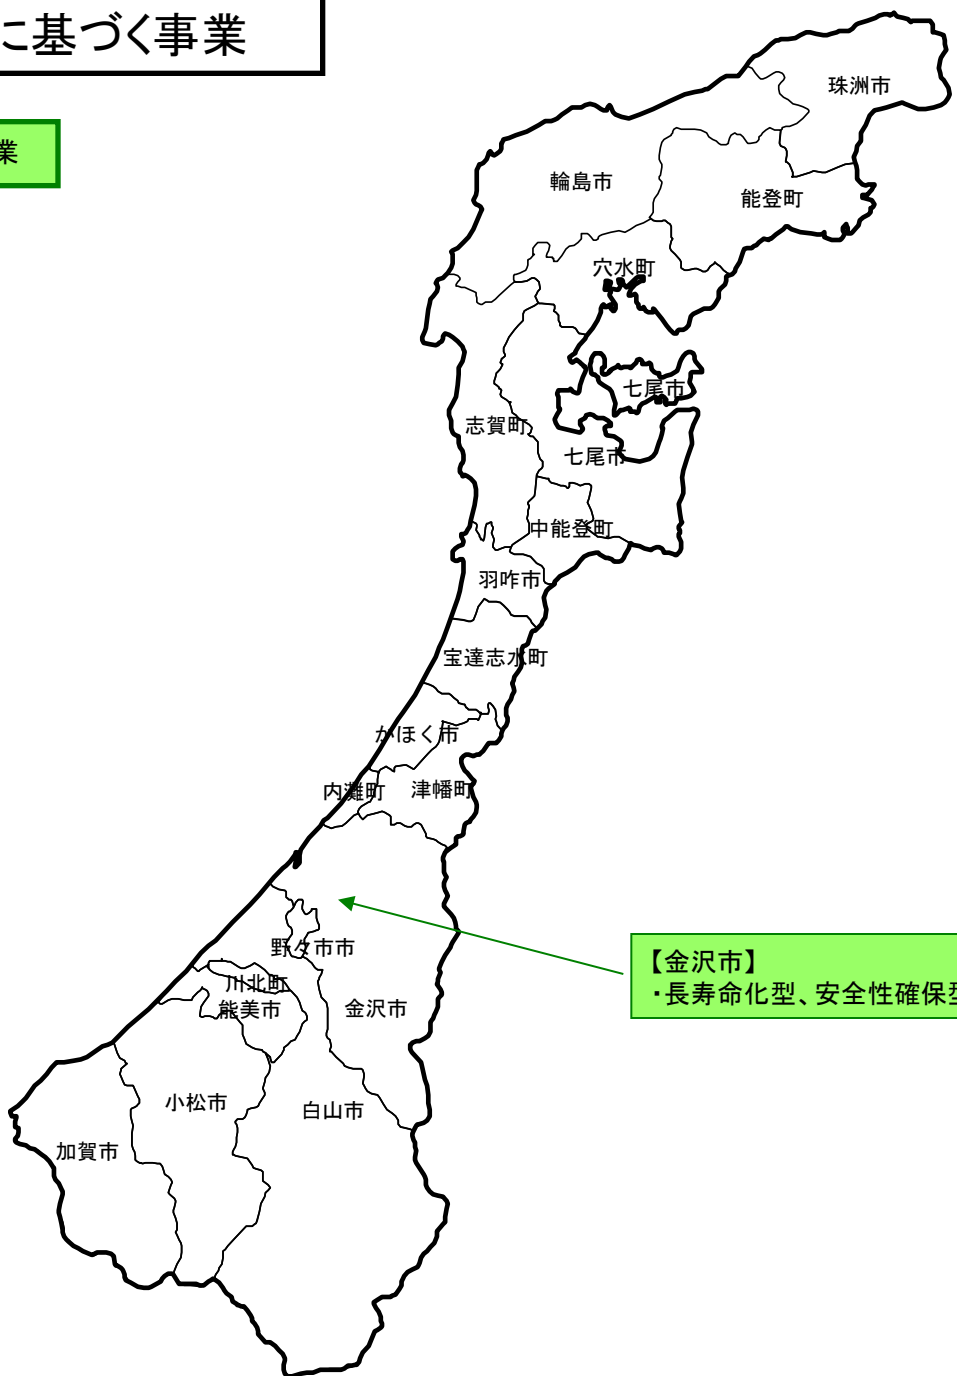 に基づく事業
業
珠洲市
輪島市
能登町
穴水町
七尾市
志賀町
七尾市
中能登町
羽咋市
宝達志水町
かほく市
内灘町
津幡町
野々市市
【金沢市】
・長寿命化型、安全性確保型
川北町
能美市
金沢市
小松市
白山市
加賀市